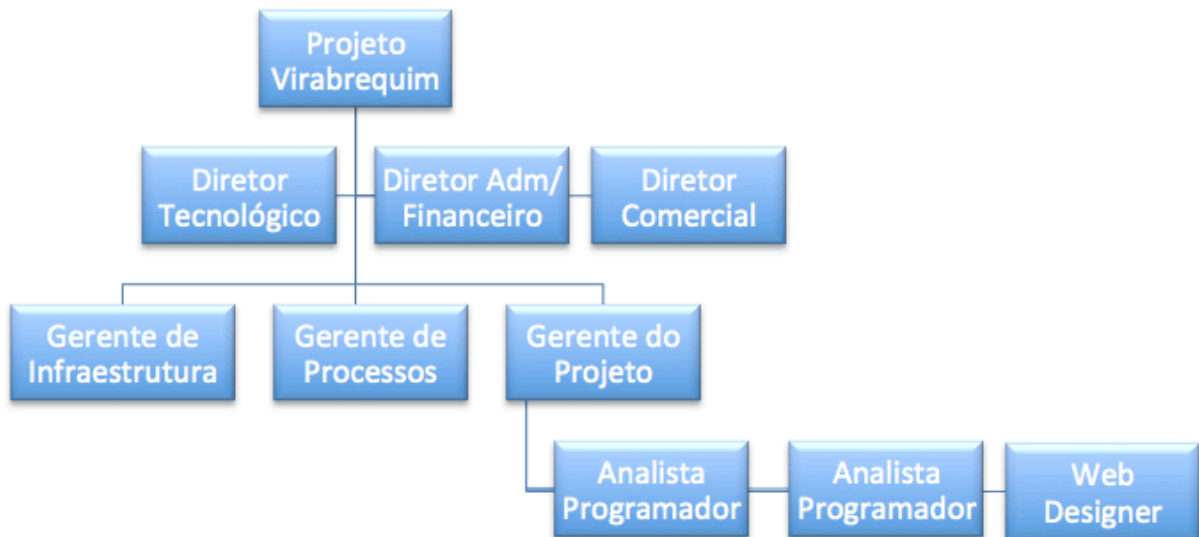 Projeto
Virabrequim
Diretor
Tecnológico
Diretor Adm/
Financeiro
Diretor
Comercial
Gerente de
Infraestrutura
Gerente de
Processos
Gerente do
Projeto
Analista
Programador
Analista
Programador
Web
Designer